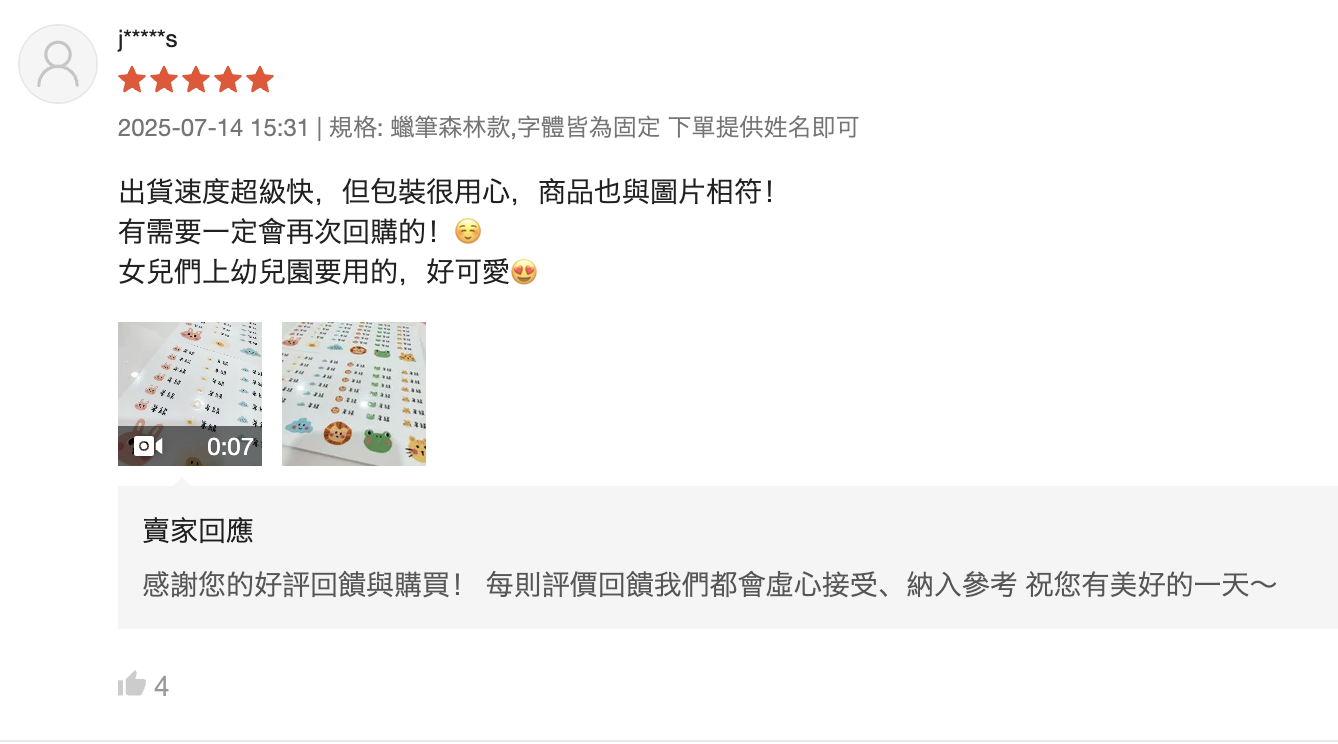 j*****s
2025-07-14 15:31 | 規格: 蠟筆森林款,字體皆為固定 下單提供姓名即可
出貨速度超級快，但包裝很用心，商品也與圖片相符！
有需要一定會再次回購的！☺️
女兒們上幼兒園要用的，好可愛😍
0:07
賣家回應
感謝您的好評回饋與購買！ 每則評價回饋我們都會虛心接受、納入參考 祝您有美好的一天～
4